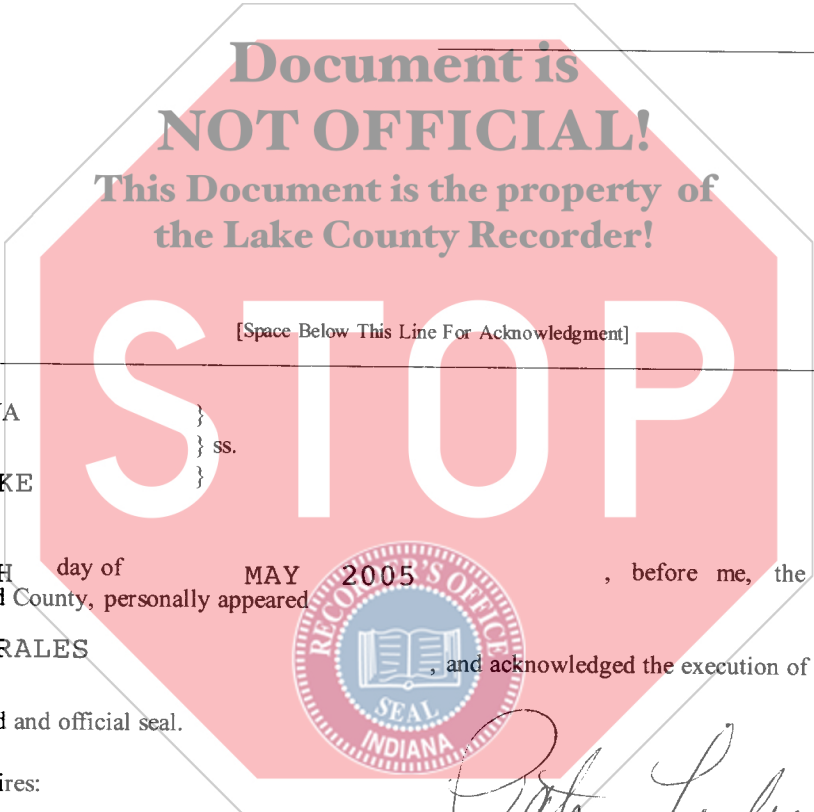 Document is
NOT OFFICIAL!
This Document is the property of
the Lake County Recorder!
STOP
[Space Below This Line For Acknowledgment]
A }
} ss.
KE }
H day of MAY 2005 , before me, the
d County, personally appeared
RALES , and acknowledged the execution of
d and official seal.
ires:
RECORDER'S OFFICE
SEAL
INDIANA